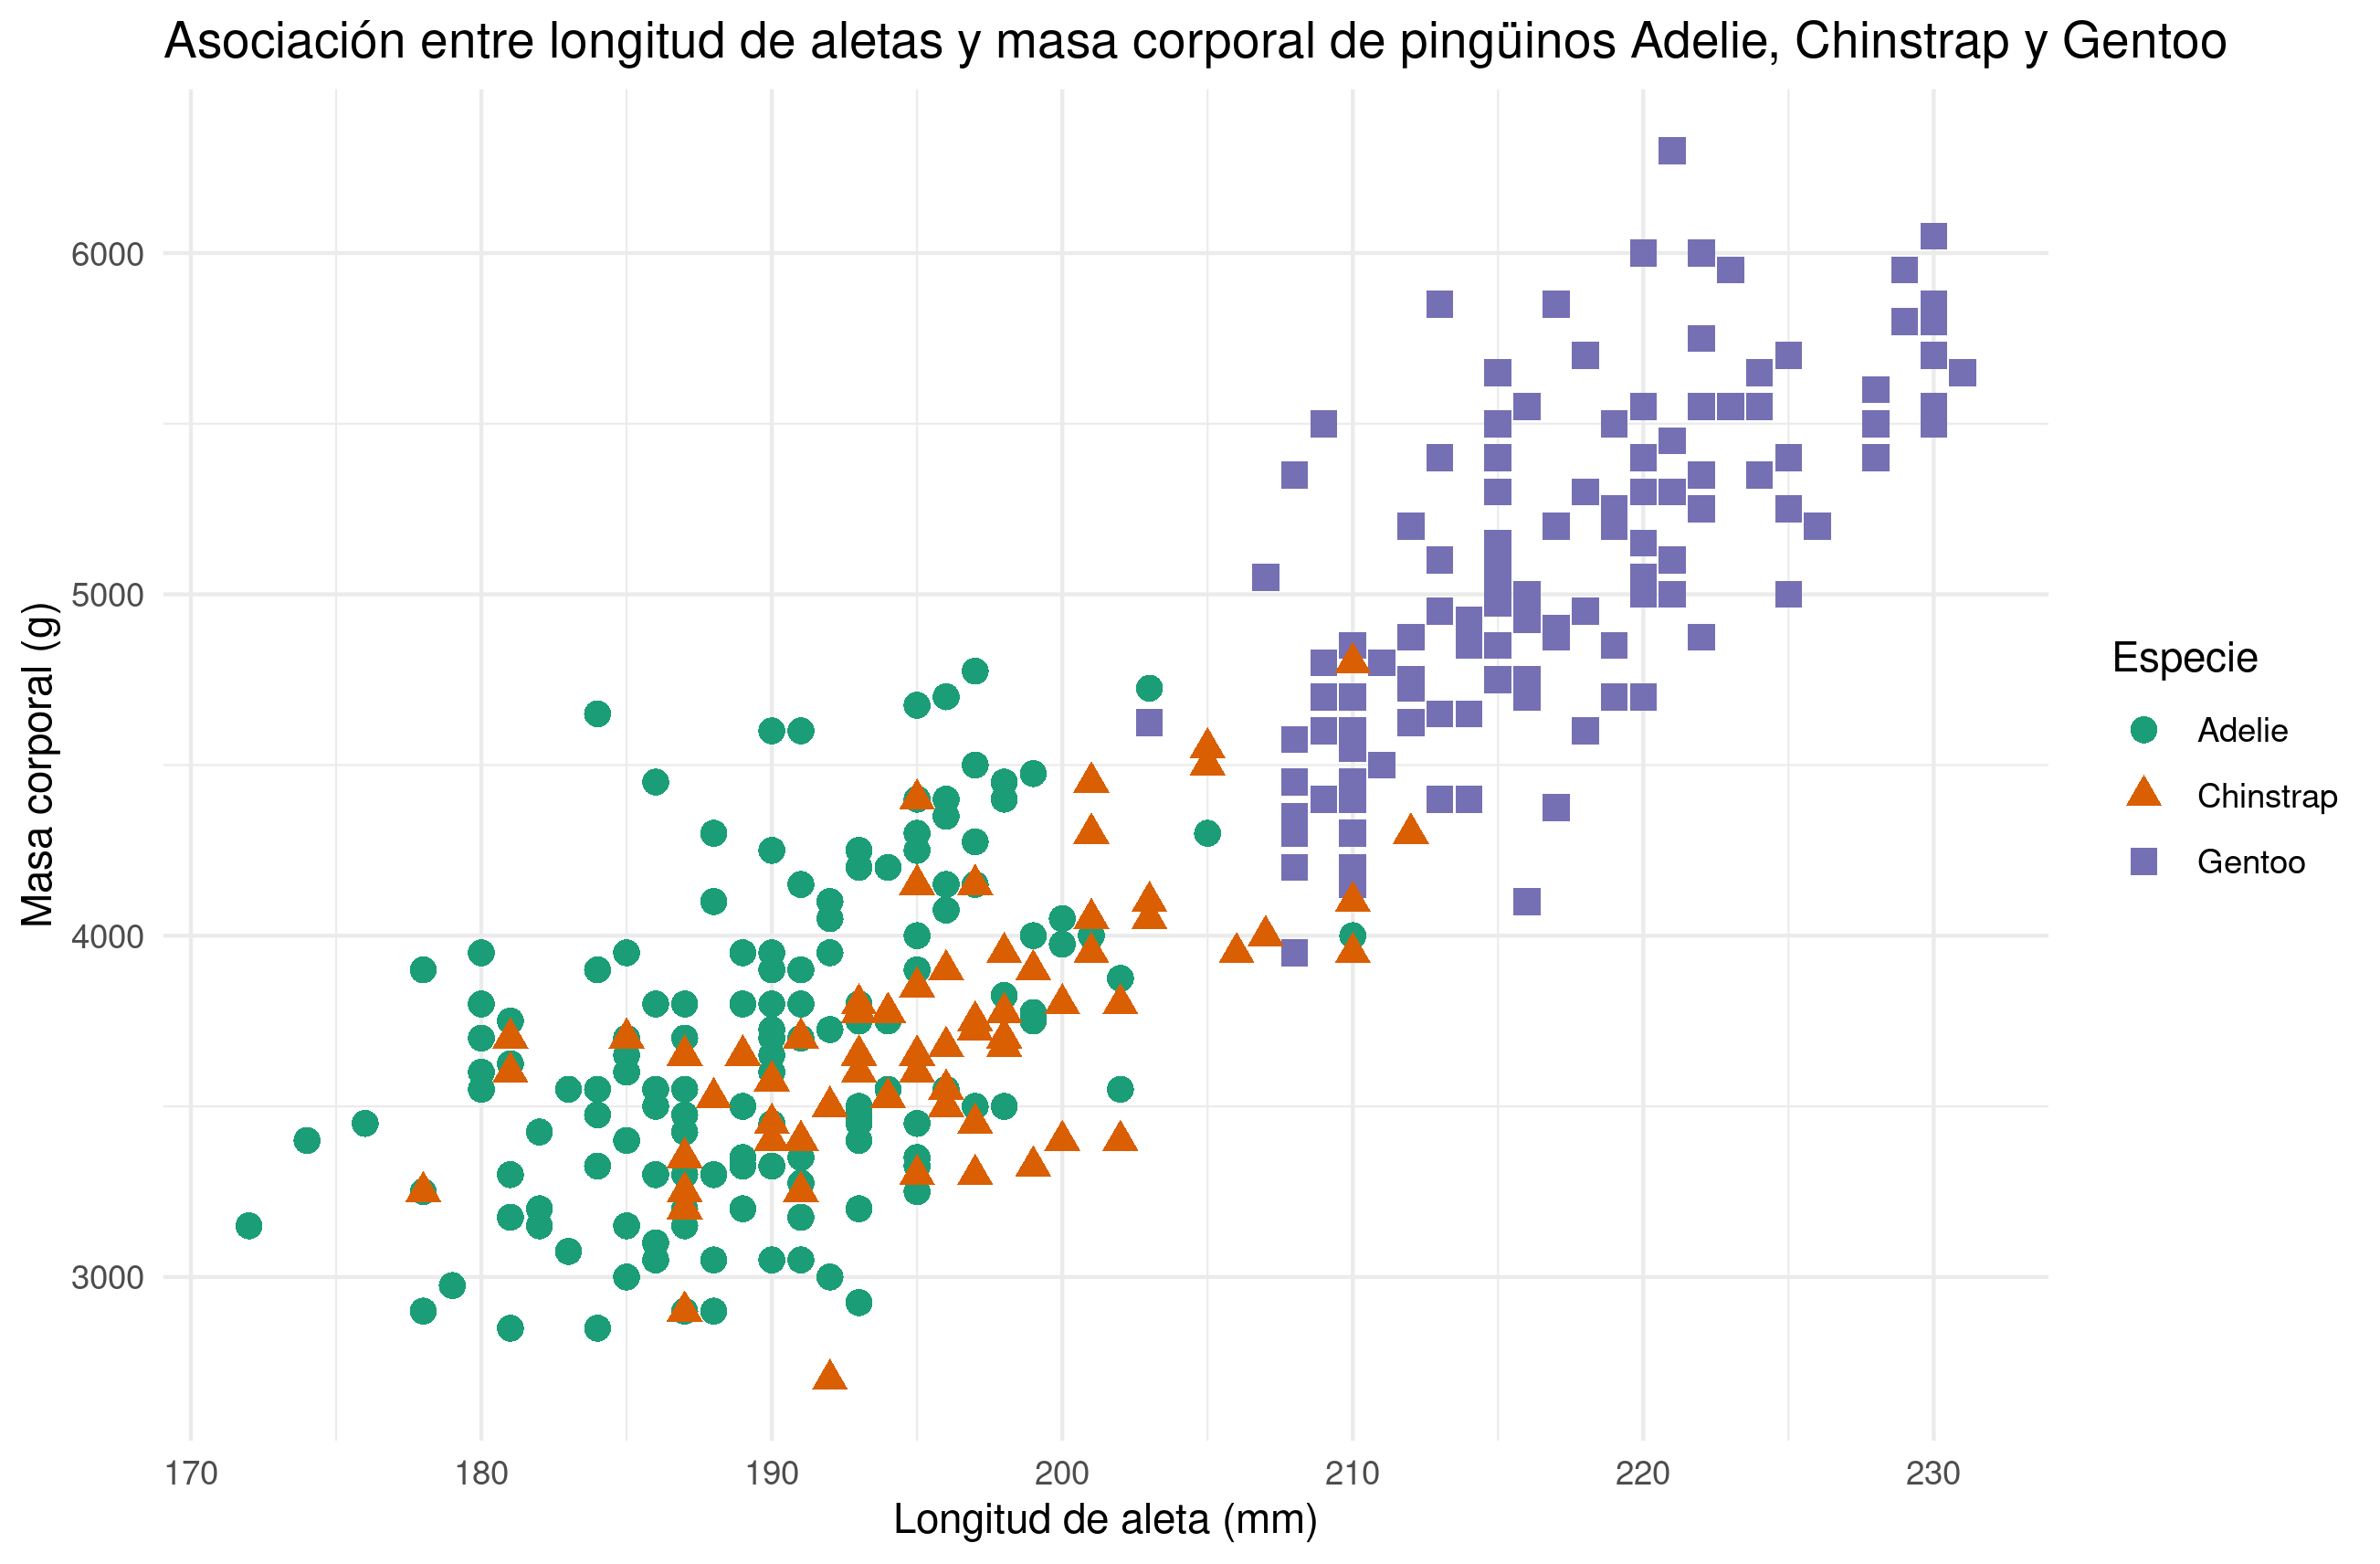 Asociación entre longitud de aletas y masa corporal de pingüinos Adelie, Chinstrap y Gentoo
6000
5000
4000
3000
Masa corporal (g)
170 180 190 200 210 220 230
Longitud de aleta (mm)
Especie
Adelie
Chinstrap
Gentoo